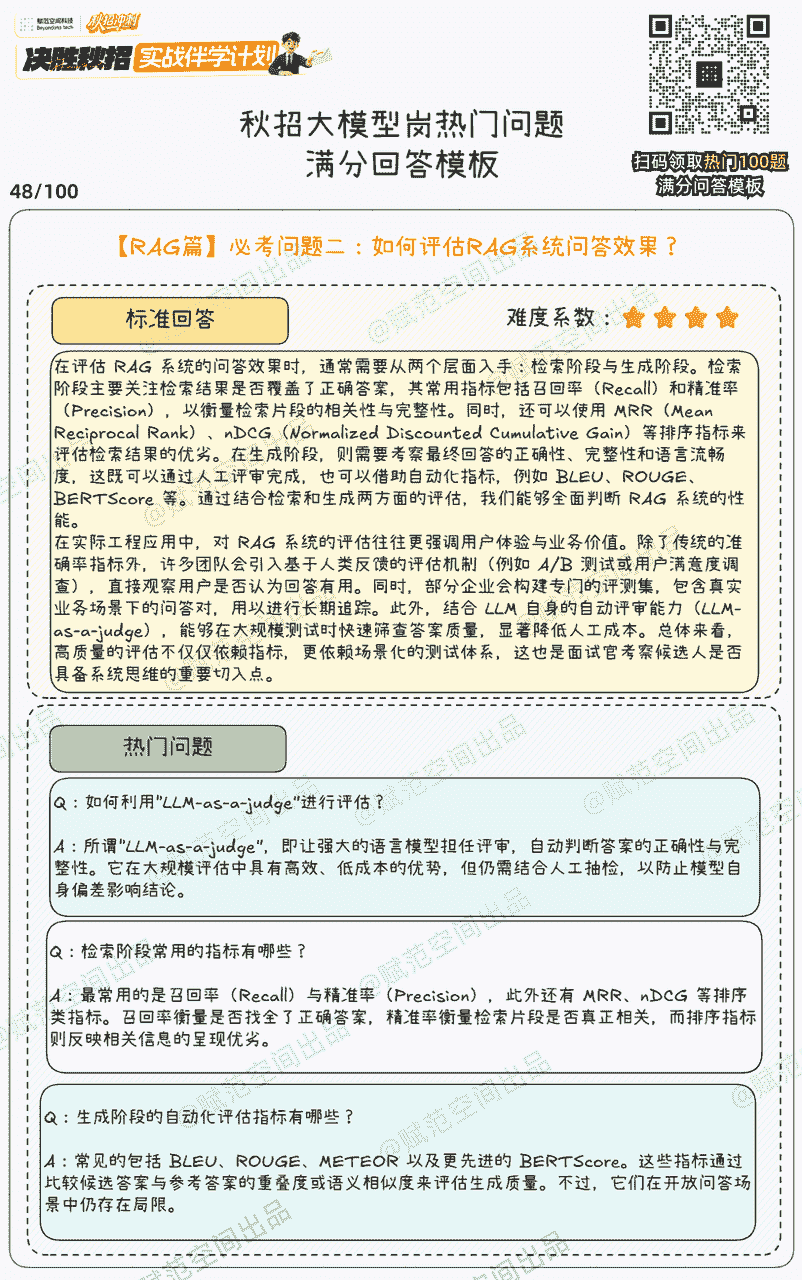 赋范空间科技
Beyondata tech
秋招冲刺
决胜秋招 实战伴学计划
秋招大模型岗热门问题
满分回答模板
扫码领取热门100题
满分问答模板
48/100
【RAG篇】必考问题二：如何评估RAG系统问答效果？
标准回答
难度系数：
在评估 RAG 系统的问答效果时，通常需要从两个层面入手：检索阶段与生成阶段。检索
阶段主要关注检索结果是否覆盖了正确答案，其常用指标包括召回率（Recall）和精准率
（Precision），以衡量检索片段的相关性与完整性。同时，还可以使用 MRR（Mean
Reciprocal Rank）、nDCG（Normalized Discounted Cumulative Gain）等排序指标来
评估检索结果的优劣。在生成阶段，则需要考察最终回答的正确性、完整性和语言流畅
度，这既可以通过人工评审完成，也可以借助自动化指标，例如 BLEU、ROUGE、
BERTScore 等。通过结合检索和生成两方面的评估，我们能够全面判断 RAG 系统的性
能。
在实际工程应用中，对 RAG 系统的评估往往更强调用户体验与业务价值。除了传统的准
确率指标外，许多团队会引入基于人类反馈的评估机制（例如 A/B 测试或用户满意度调
查），直接观察用户是否认为回答有用。同时，部分企业会构建专门的评测集，包含真实
业务场景下的问答对，用以进行长期追踪。此外，结合 LLM 自身的自动评审能力（LLM-
as-a-judge），能够在大规模测试时快速筛查答案质量，显著降低人工成本。总体来看，
高质量的评估不仅仅依赖指标，更依赖场景化的测试体系，这也是面试官考察候选人是否
具备系统思维的重要切入点。
热门问题
Q：如何利用"LLM-as-a-judge"进行评估？
A：所谓"LLM-as-a-judge"，即让强大的语言模型担任评审，自动判断答案的正确性与完
整性。它在大规模评估中具有高效、低成本的优势，但仍需结合人工抽检，以防止模型自
身偏差影响结论。
Q：检索阶段常用的指标有哪些？
A：最常用的是召回率（Recall）与精准率（Precision），此外还有 MRR、nDCG 等排序
类指标。召回率衡量是否找全了正确答案，精准率衡量检索片段是否真正相关，而排序指标
则反映相关信息的呈现优劣。
Q：生成阶段的自动化评估指标有哪些？
A：常见的包括 BLEU、ROUGE、METEOR 以及更先进的 BERTScore。这些指标通过
比较候选答案与参考答案的重叠度或语义相似度来评估生成质量。不过，它们在开放问答场
景中仍存在局限。
@赋范空间出品